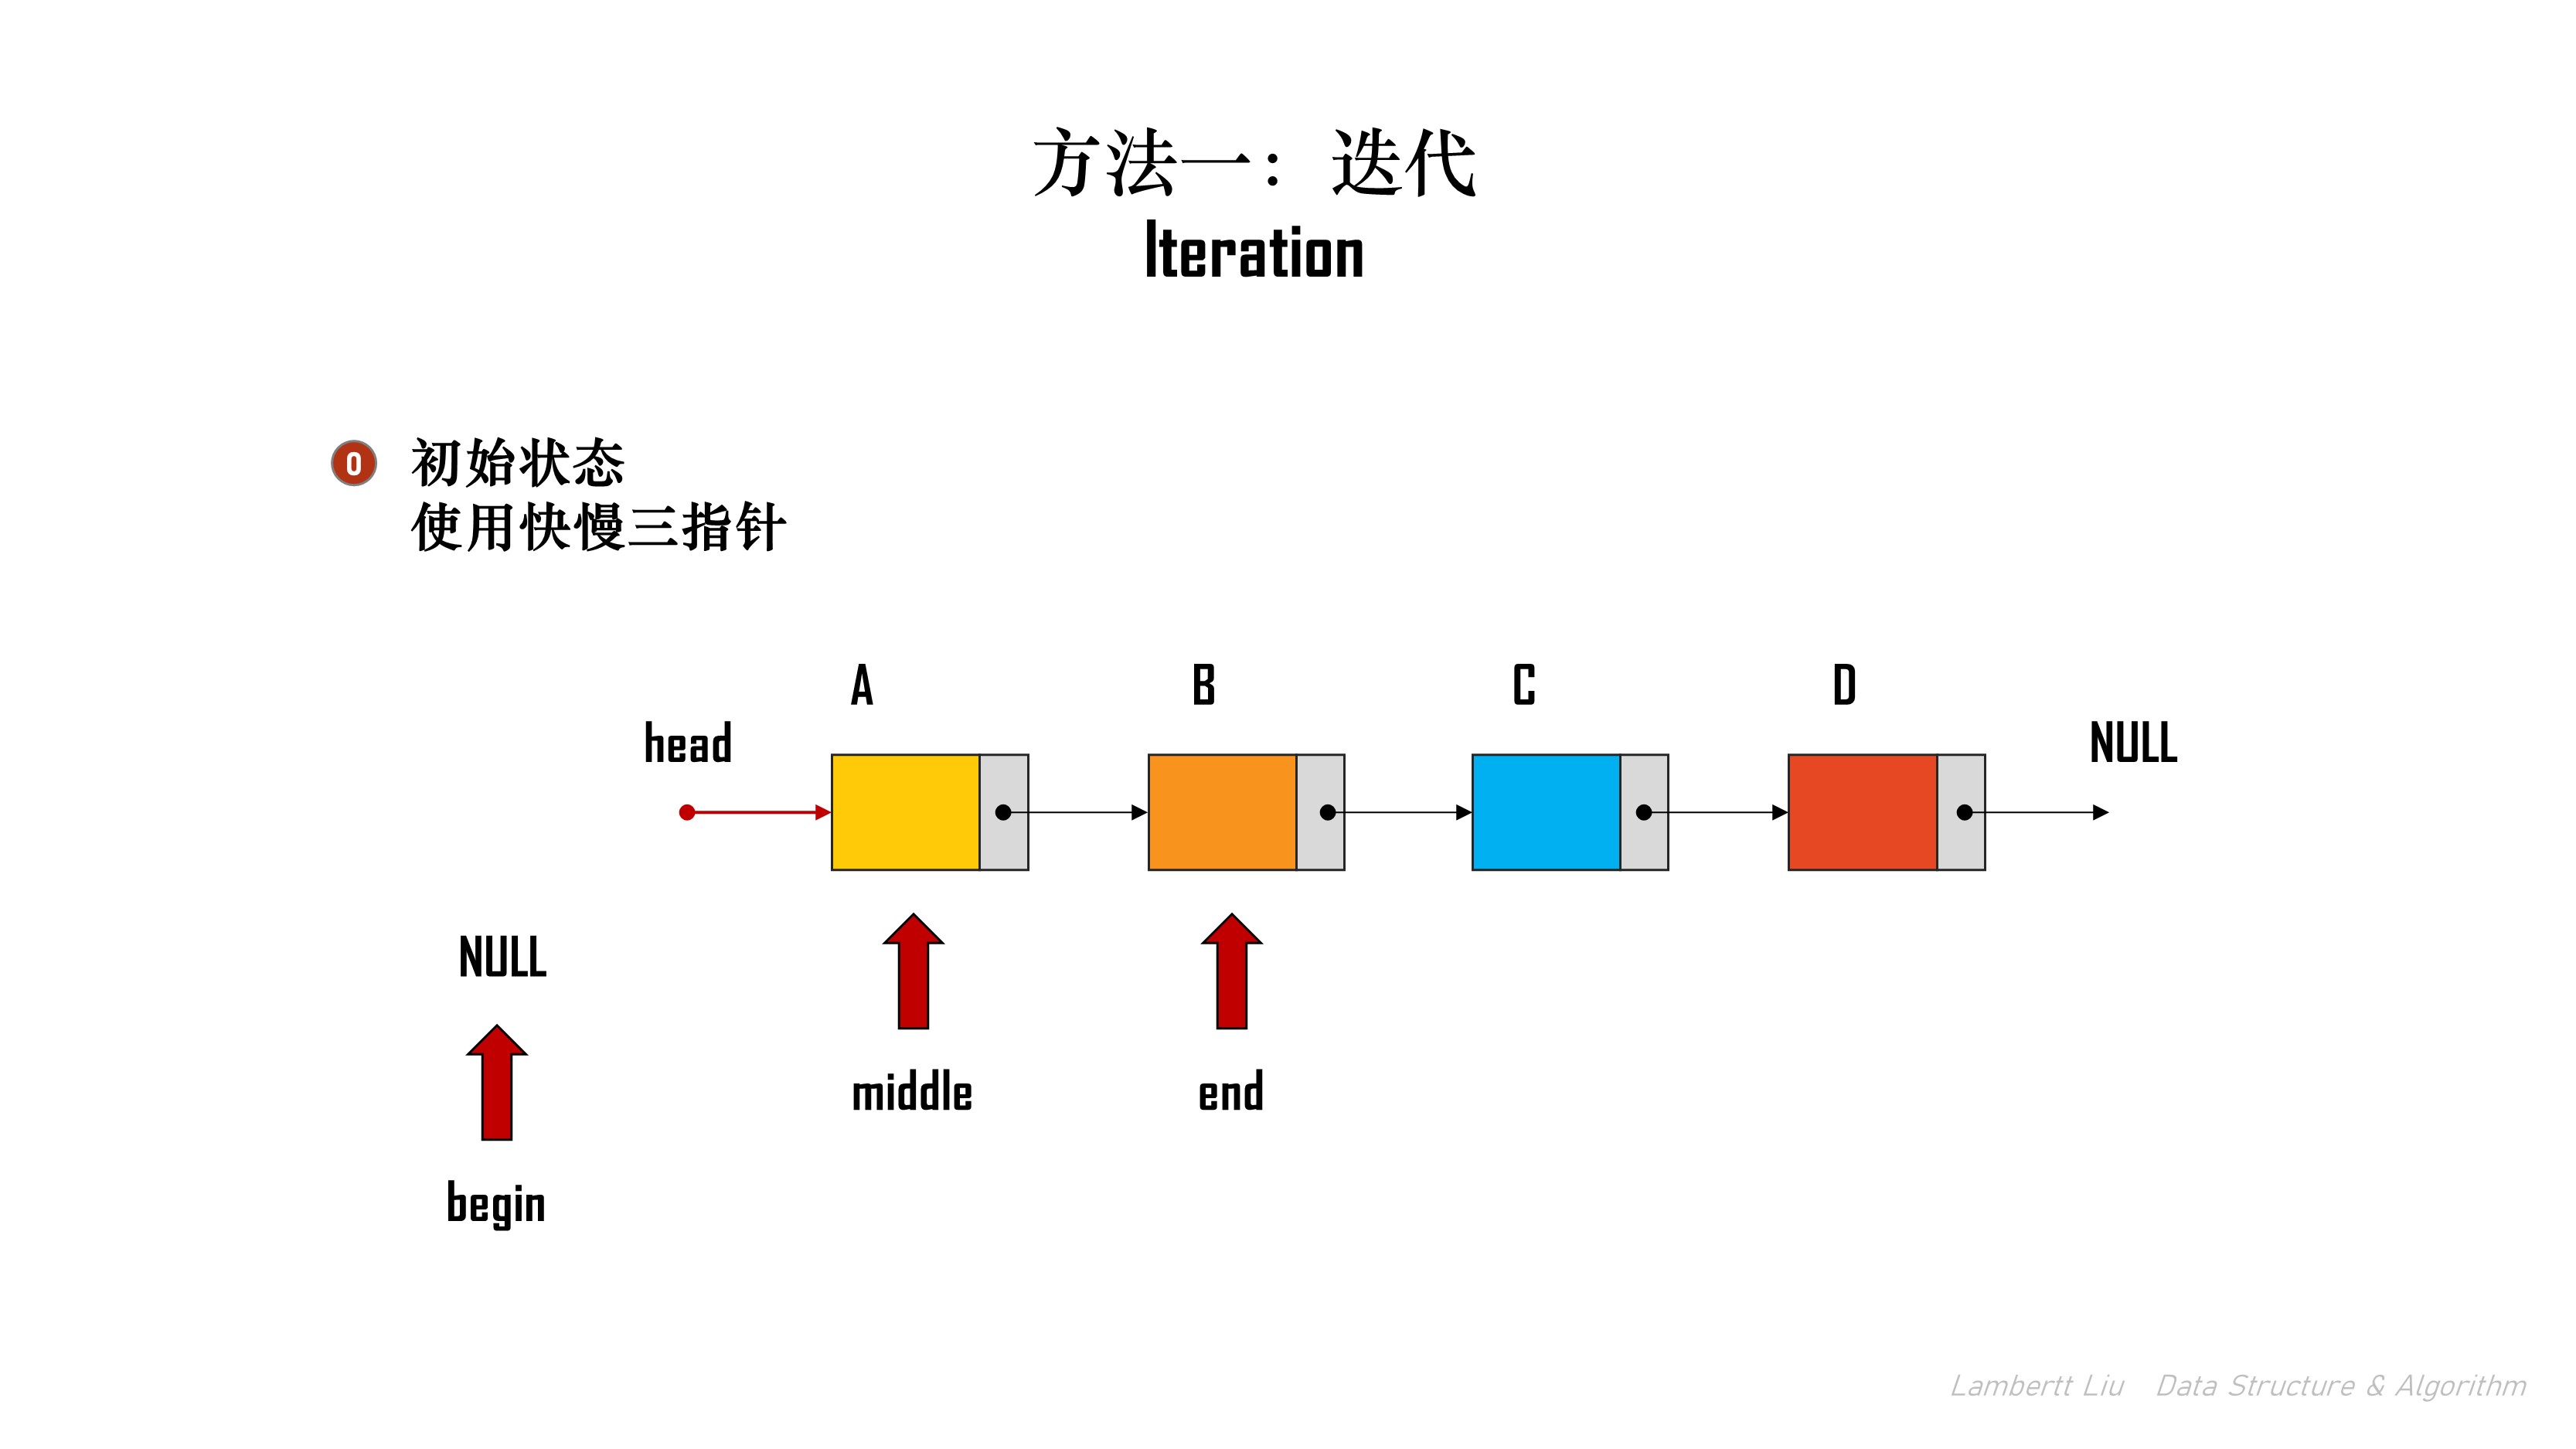 方法一：迭代
Iteration
0 初始状态
使用快慢三指针
A B C D
head NULL
NULL
middle end
begin
Lambertt Liu Data Structure & Algorithm